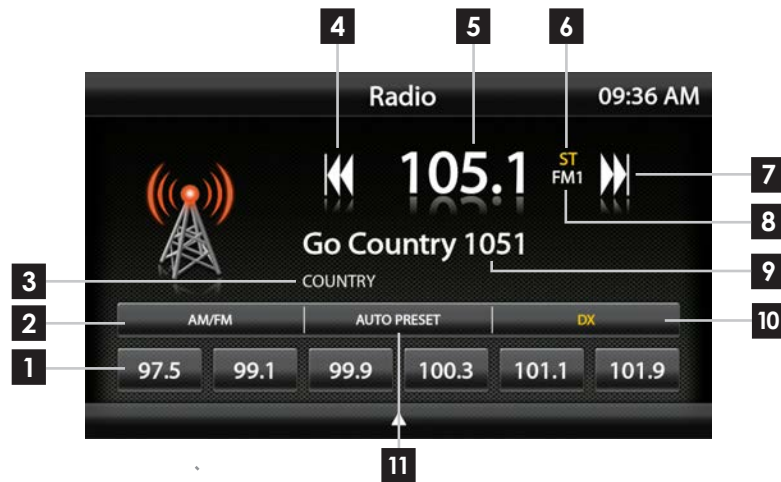 4 5 6
Radio 09:36 AM
105.1 ST
FM1
7
8
Go Country 1051
9
3 COUNTRY
2 AM/FM AUTO PRESET DX 10
1 97.5 99.1 99.9 100.3 101.1 101.9
11